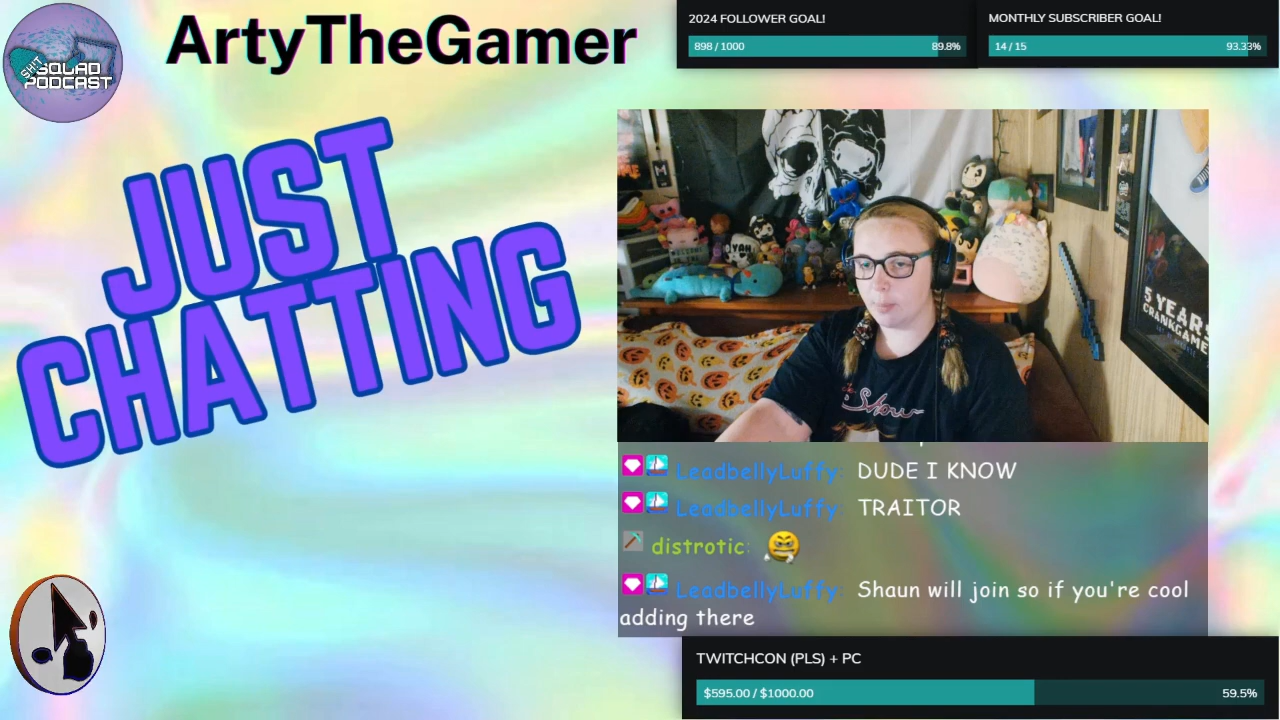 SHIT
SQUAD
PODCAST
ArtyTheGamer
2024 FOLLOWER GOAL!
898 / 1000
89.8%
MONTHLY SUBSCRIBER GOAL!
14 / 15
93.33%
JUST
CHATTING
5 YEARS
CRANKGAME
LeadbellyLuffy: DUDE I KNOW
LeadbellyLuffy: TRAITOR
distrotic:
LeadbellyLuffy: Shaun will join so if you're cool
adding there
TWITCHCON (PLS) + PC
$595.00 / $1000.00
59.5%